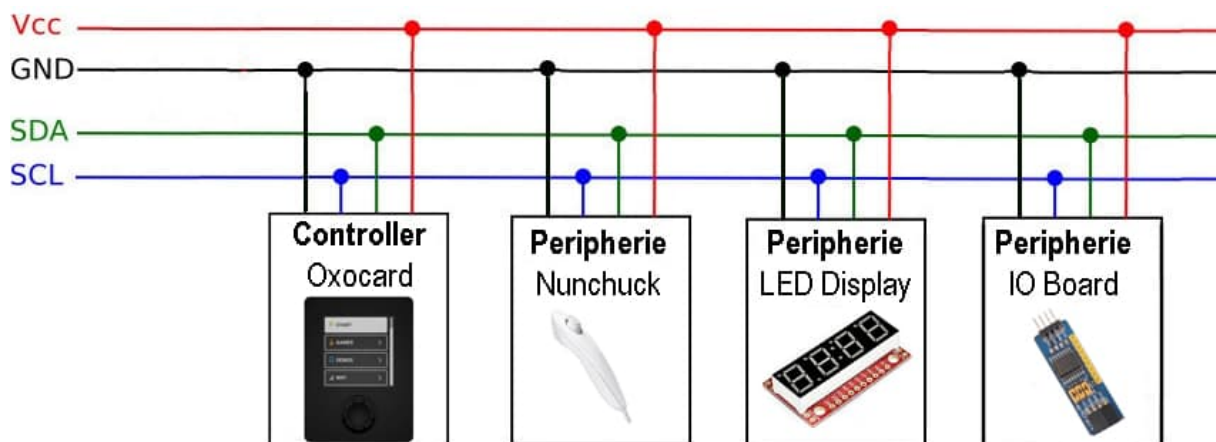 Vcc
GND
SDA
SCL
Controller
Oxocard
Peripherie
Nunchuck
Peripherie
LED Display
Peripherie
IO Board